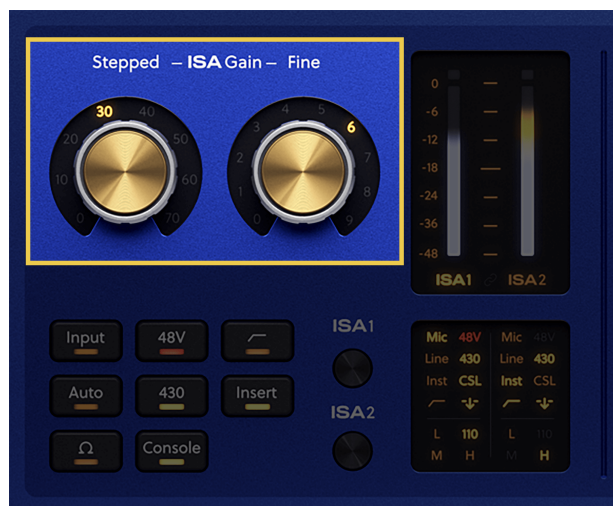 Stepped – ISA Gain – Fine
30 40
20 50
10 60
0 70
4 5
3 6
2 7
1 8
0 9
0
-6
-12
-18
-24
-36
-48
ISA1 ISA2
Input 48V
Auto 430 Insert
Ω Console
ISA1
ISA2
Mic 48V Mic 48V
Line 430 Line 430
Inst CSL Inst CSL
L 110 L 110
M H M H